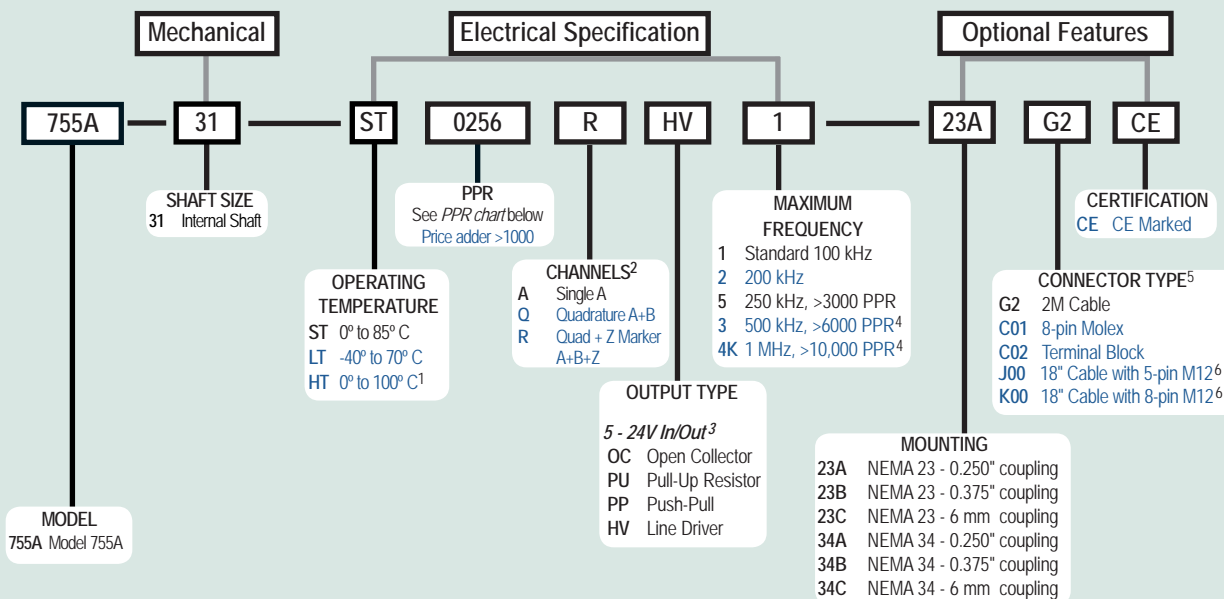 Mechanical
Electrical Specification
Optional Features
755A
31
ST
0256
R
HV
1
23A
G2
CE
SHAFT SIZE
31 Internal Shaft
PPR
See PPR chart below
Price adder >1000
MAXIMUM
FREQUENCY
1 Standard 100 kHz
2 200 kHz
5 250 kHz, >3000 PPR
3 500 kHz, >6000 PPR4
4K 1 MHz, >10,000 PPR4
CERTIFICATION
CE CE Marked
OPERATING
TEMPERATURE
ST 0º to 85º C
LT -40º to 70º C
HT 0º to 100º C1
CHANNELS2
A Single A
Q Quadrature A+B
R Quad + Z Marker
A+B+Z
CONNECTOR TYPE5
G2 2M Cable
C01 8-pin Molex
C02 Terminal Block
J00 18" Cable with 5-pin M126
K00 18" Cable with 8-pin M126
OUTPUT TYPE
5 - 24V In/Out3
OC Open Collector
PU Pull-Up Resistor
PP Push-Pull
HV Line Driver
MOUNTING
23A NEMA 23 - 0.250" coupling
23B NEMA 23 - 0.375" coupling
23C NEMA 23 - 6 mm coupling
34A NEMA 34 - 0.250" coupling
34B NEMA 34 - 0.375" coupling
34C NEMA 34 - 6 mm coupling
MODEL
755A Model 755A